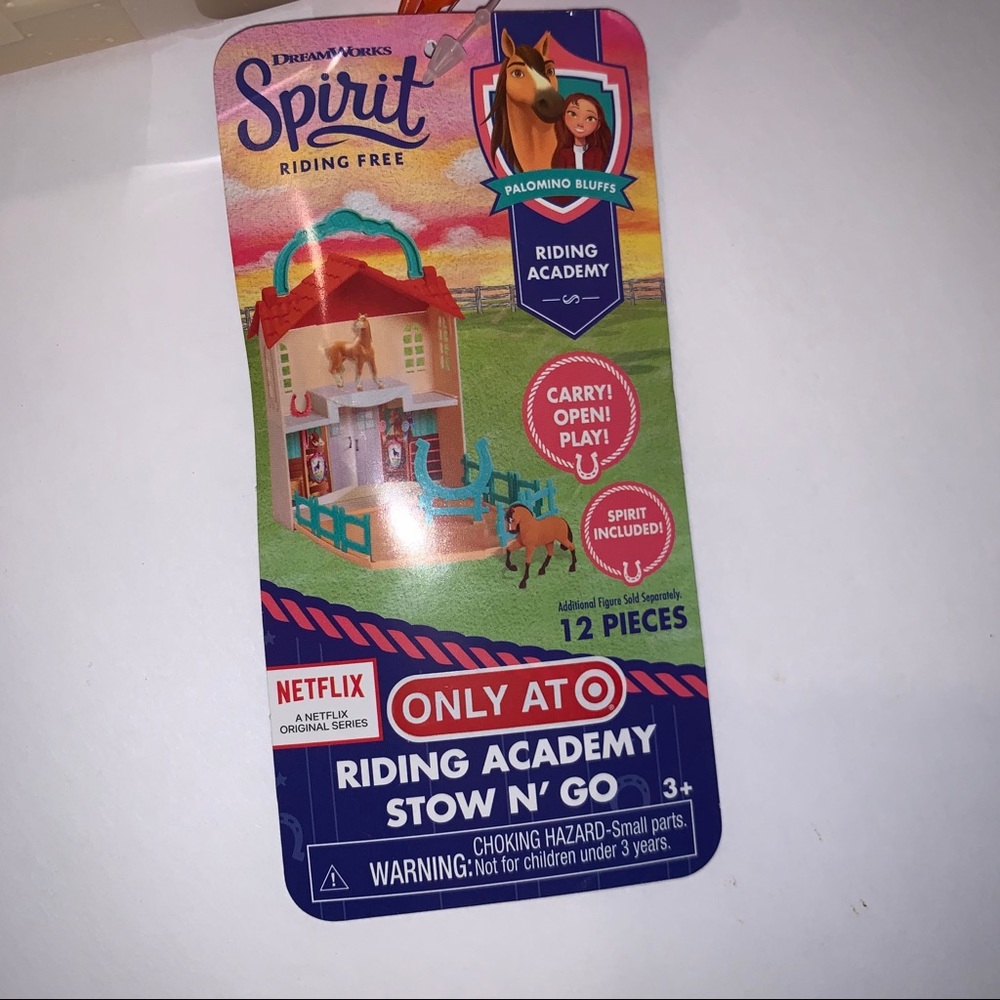 DREAMWORKS
Spirit
RIDING FREE
PALOMINO BLUFFS
RIDING
ACADEMY
CARRY!
OPEN!
PLAY!
SPIRIT
INCLUDED!
Additional Figure Sold Separately.
12 PIECES
NETFLIX
A NETFLIX
ORIGINAL SERIES
ONLY AT
RIDING ACADEMY
STOW N' GO
3+
WARNING: CHOKING HAZARD-Small parts.
Not for children under 3 years.